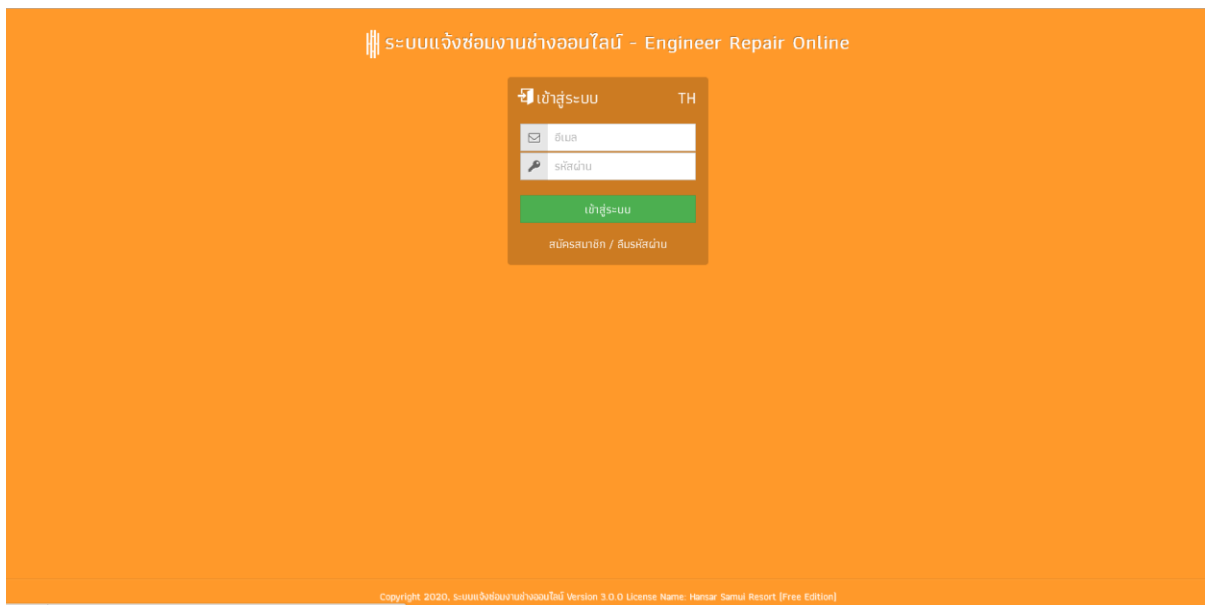 ระบบแจ้งซ่อมงานช่างออนไลน์ - Engineer Repair Online
เข้าสู่ระบบ TH
อีเมล
รหัสผ่าน
เข้าสู่ระบบ
สมัครสมาชิก / ลืมรหัสผ่าน
Copyright 2020, ระบบแจ้งซ่อมงานช่างออนไลน์ Version 3.0.0 License Name: Hansar Samui Resort (Free Edition)